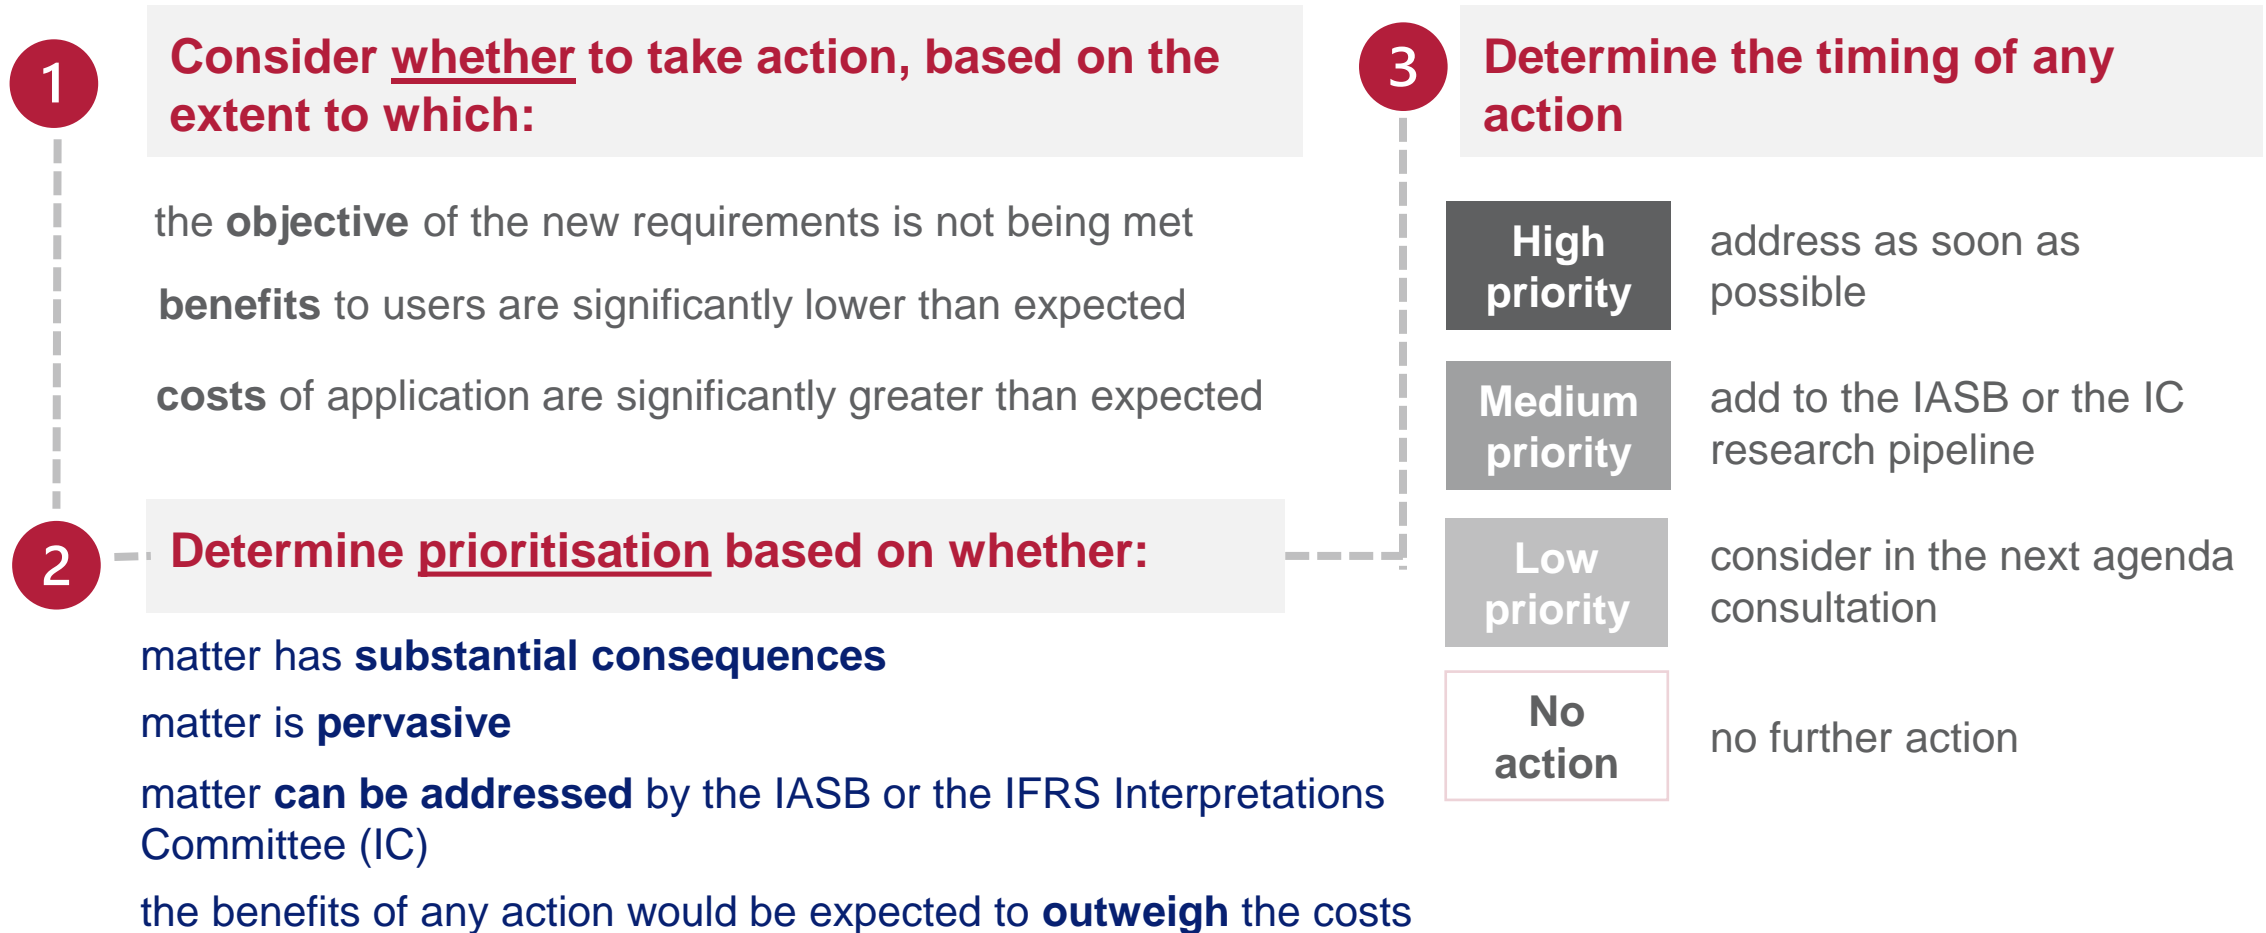 1
Consider whether to take action, based on the
extent to which:
the objective of the new requirements is not being met
benefits to users are significantly lower than expected
costs of application are significantly greater than expected
2
Determine prioritisation based on whether:
matter has substantial consequences
matter is pervasive
matter can be addressed by the IASB or the IFRS Interpretations
Committee (IC)
the benefits of any action would be expected to outweigh the costs
3
Determine the timing of any
action
High
priority
address as soon as
possible
Medium
priority
add to the IASB or the IC
research pipeline
Low
priority
consider in the next agenda
consultation
No
action
no further action